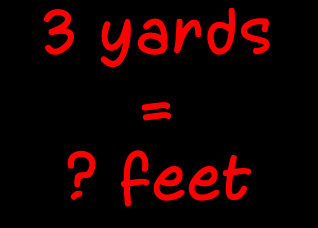 3 yards
=
? feet